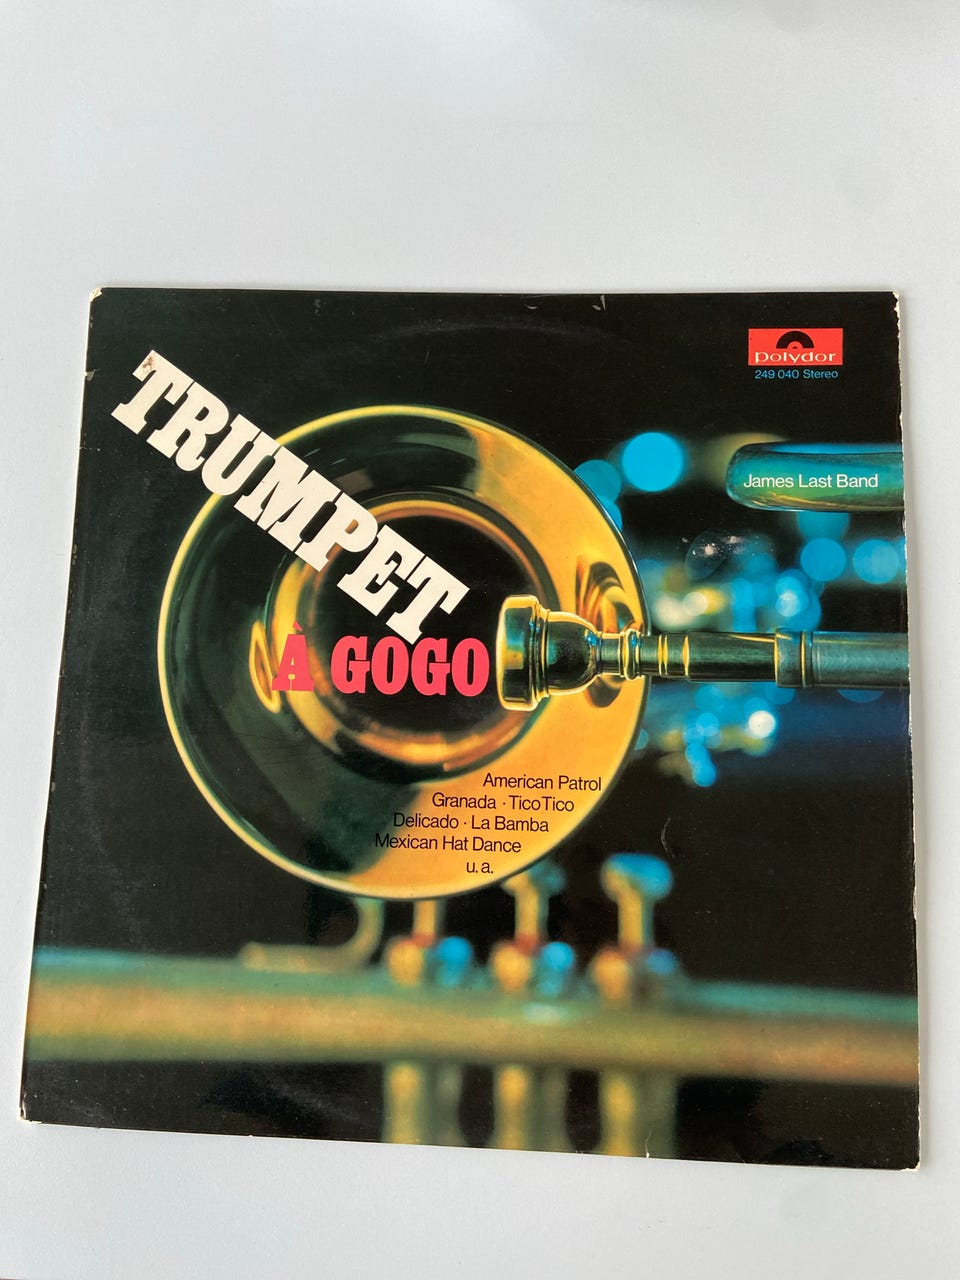 polydor
249 040 Stereo
TRUMPET
À GOGO
James Last Band
American Patrol
Granada · Tico Tico
Delicado · La Bamba
Mexican Hat Dance
u. a.